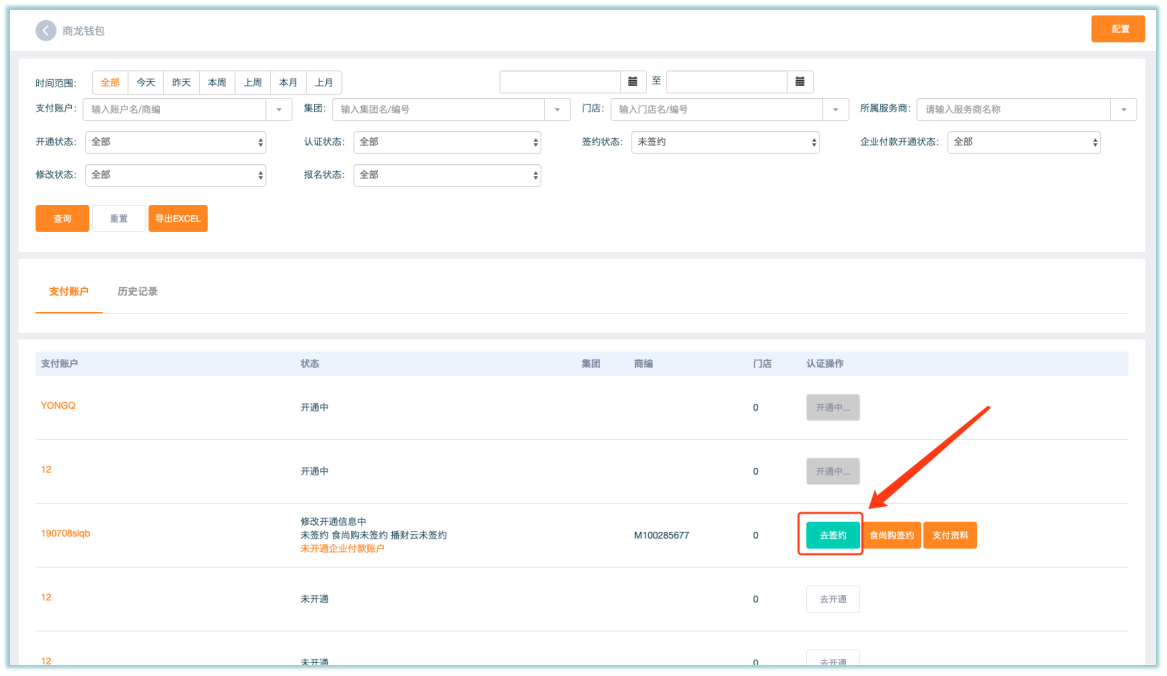 商龙钱包
配置
时间范围: 全部 今天 昨天 本周 上周 本月 上月 至
支付账户: 输入账户名/商编 集团: 输入集团名/编号 门店: 输入门店名/编号 所属服务商: 请输入服务商名称
开通状态: 全部 认证状态: 全部 签约状态: 未签约 企业付款开通状态: 全部
修改状态: 全部 报名状态: 全部
查询 重置 导出EXCEL
支付账户 历史记录
支付账户 状态 集团 商编 门店 认证操作
YONGQ 开通中 0 开通中...
12 开通中 0 开通中...
修改开通信息中
190708slqb 未签约 食尚购未签约 播财云未签约 M100285677 0 去签约 食尚购签约 支付资料
未开通企业付款账户
12 未开通 0 去开通
12 未开通 0 去开通